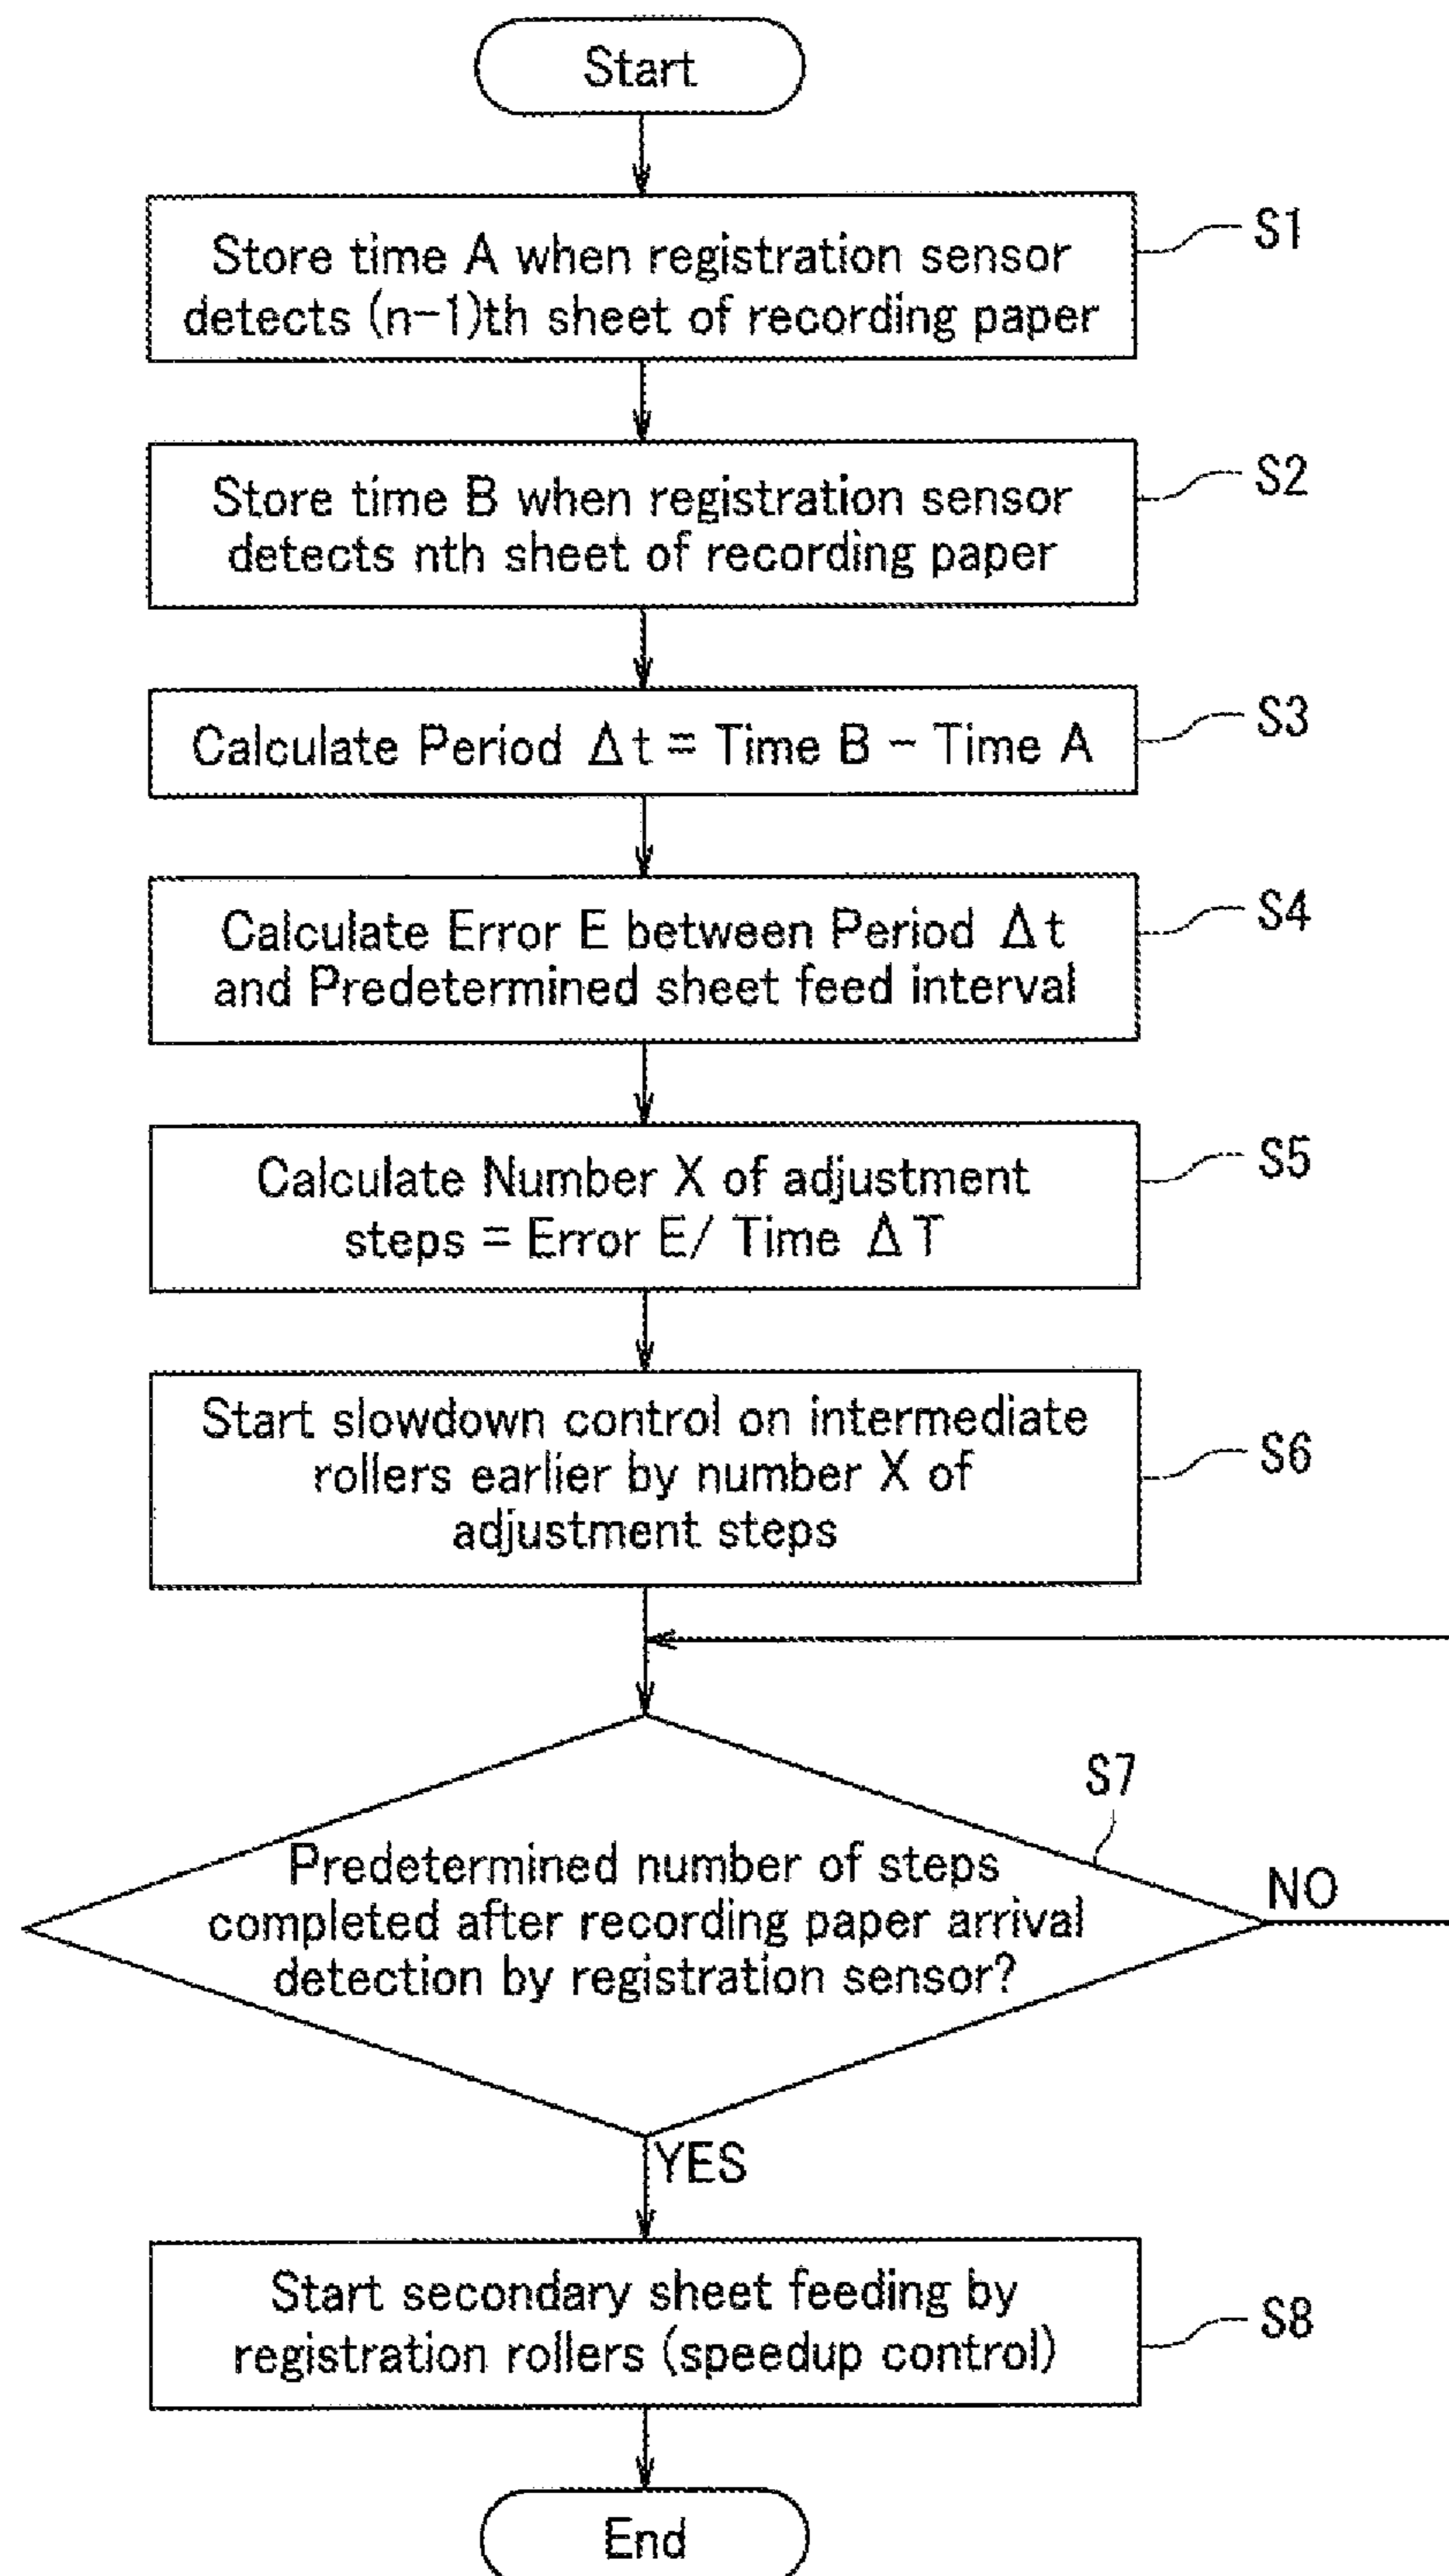 Start
Store time A when registration sensor
detects (n-1)th sheet of recording paper
S1
Store time B when registration sensor
detects nth sheet of recording paper
S2
Calculate Period Δt = Time B - Time A
S3
Calculate Error E between Period Δt
and Predetermined sheet feed interval
S4
Calculate Number X of adjustment
steps = Error E/ Time ΔT
S5
Start slowdown control on intermediate
rollers earlier by number X of
adjustment steps
S6
S7
Predetermined number of steps
completed after recording paper arrival
detection by registration sensor?
NO
YES
Start secondary sheet feeding by
registration rollers (speedup control)
S8
End